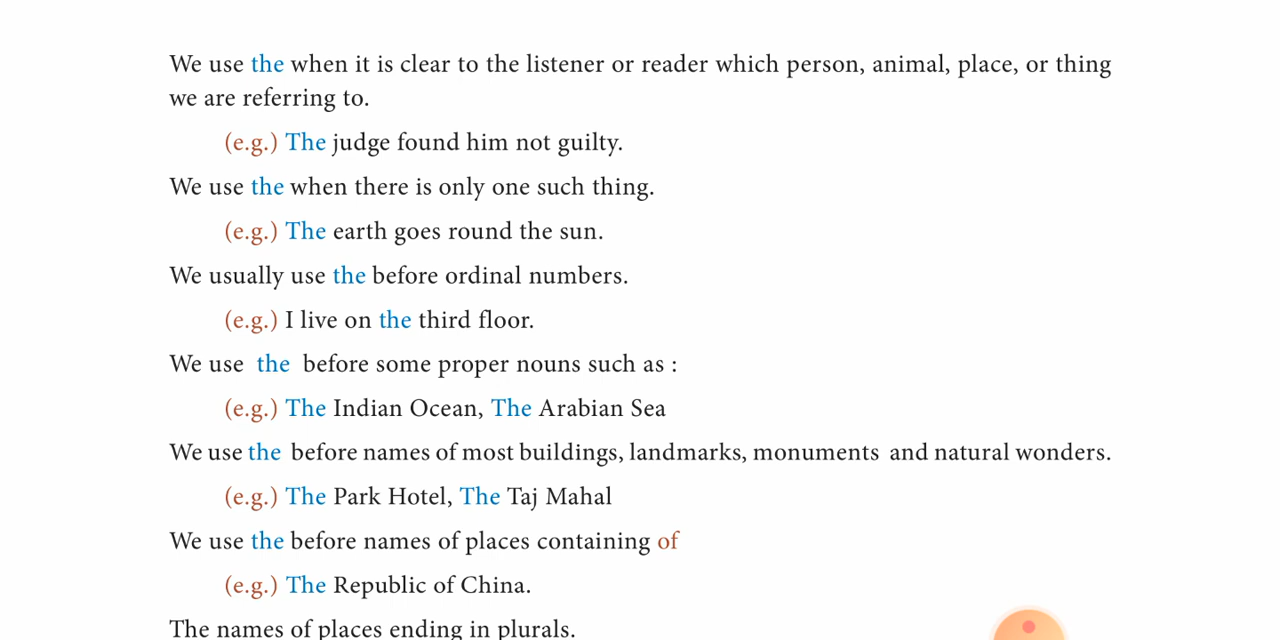 We use the when it is clear to the listener or reader which person, animal, place, or thing
we are referring to.
(e.g.) The judge found him not guilty.
We use the when there is only one such thing.
(e.g.) The earth goes round the sun.
We usually use the before ordinal numbers.
(e.g.) I live on the third floor.
We use the before some proper nouns such as :
(e.g.) The Indian Ocean, The Arabian Sea
We use the before names of most buildings, landmarks, monuments and natural wonders.
(e.g.) The Park Hotel, The Taj Mahal
We use the before names of places containing of
(e.g.) The Republic of China.
The names of places ending in plurals.